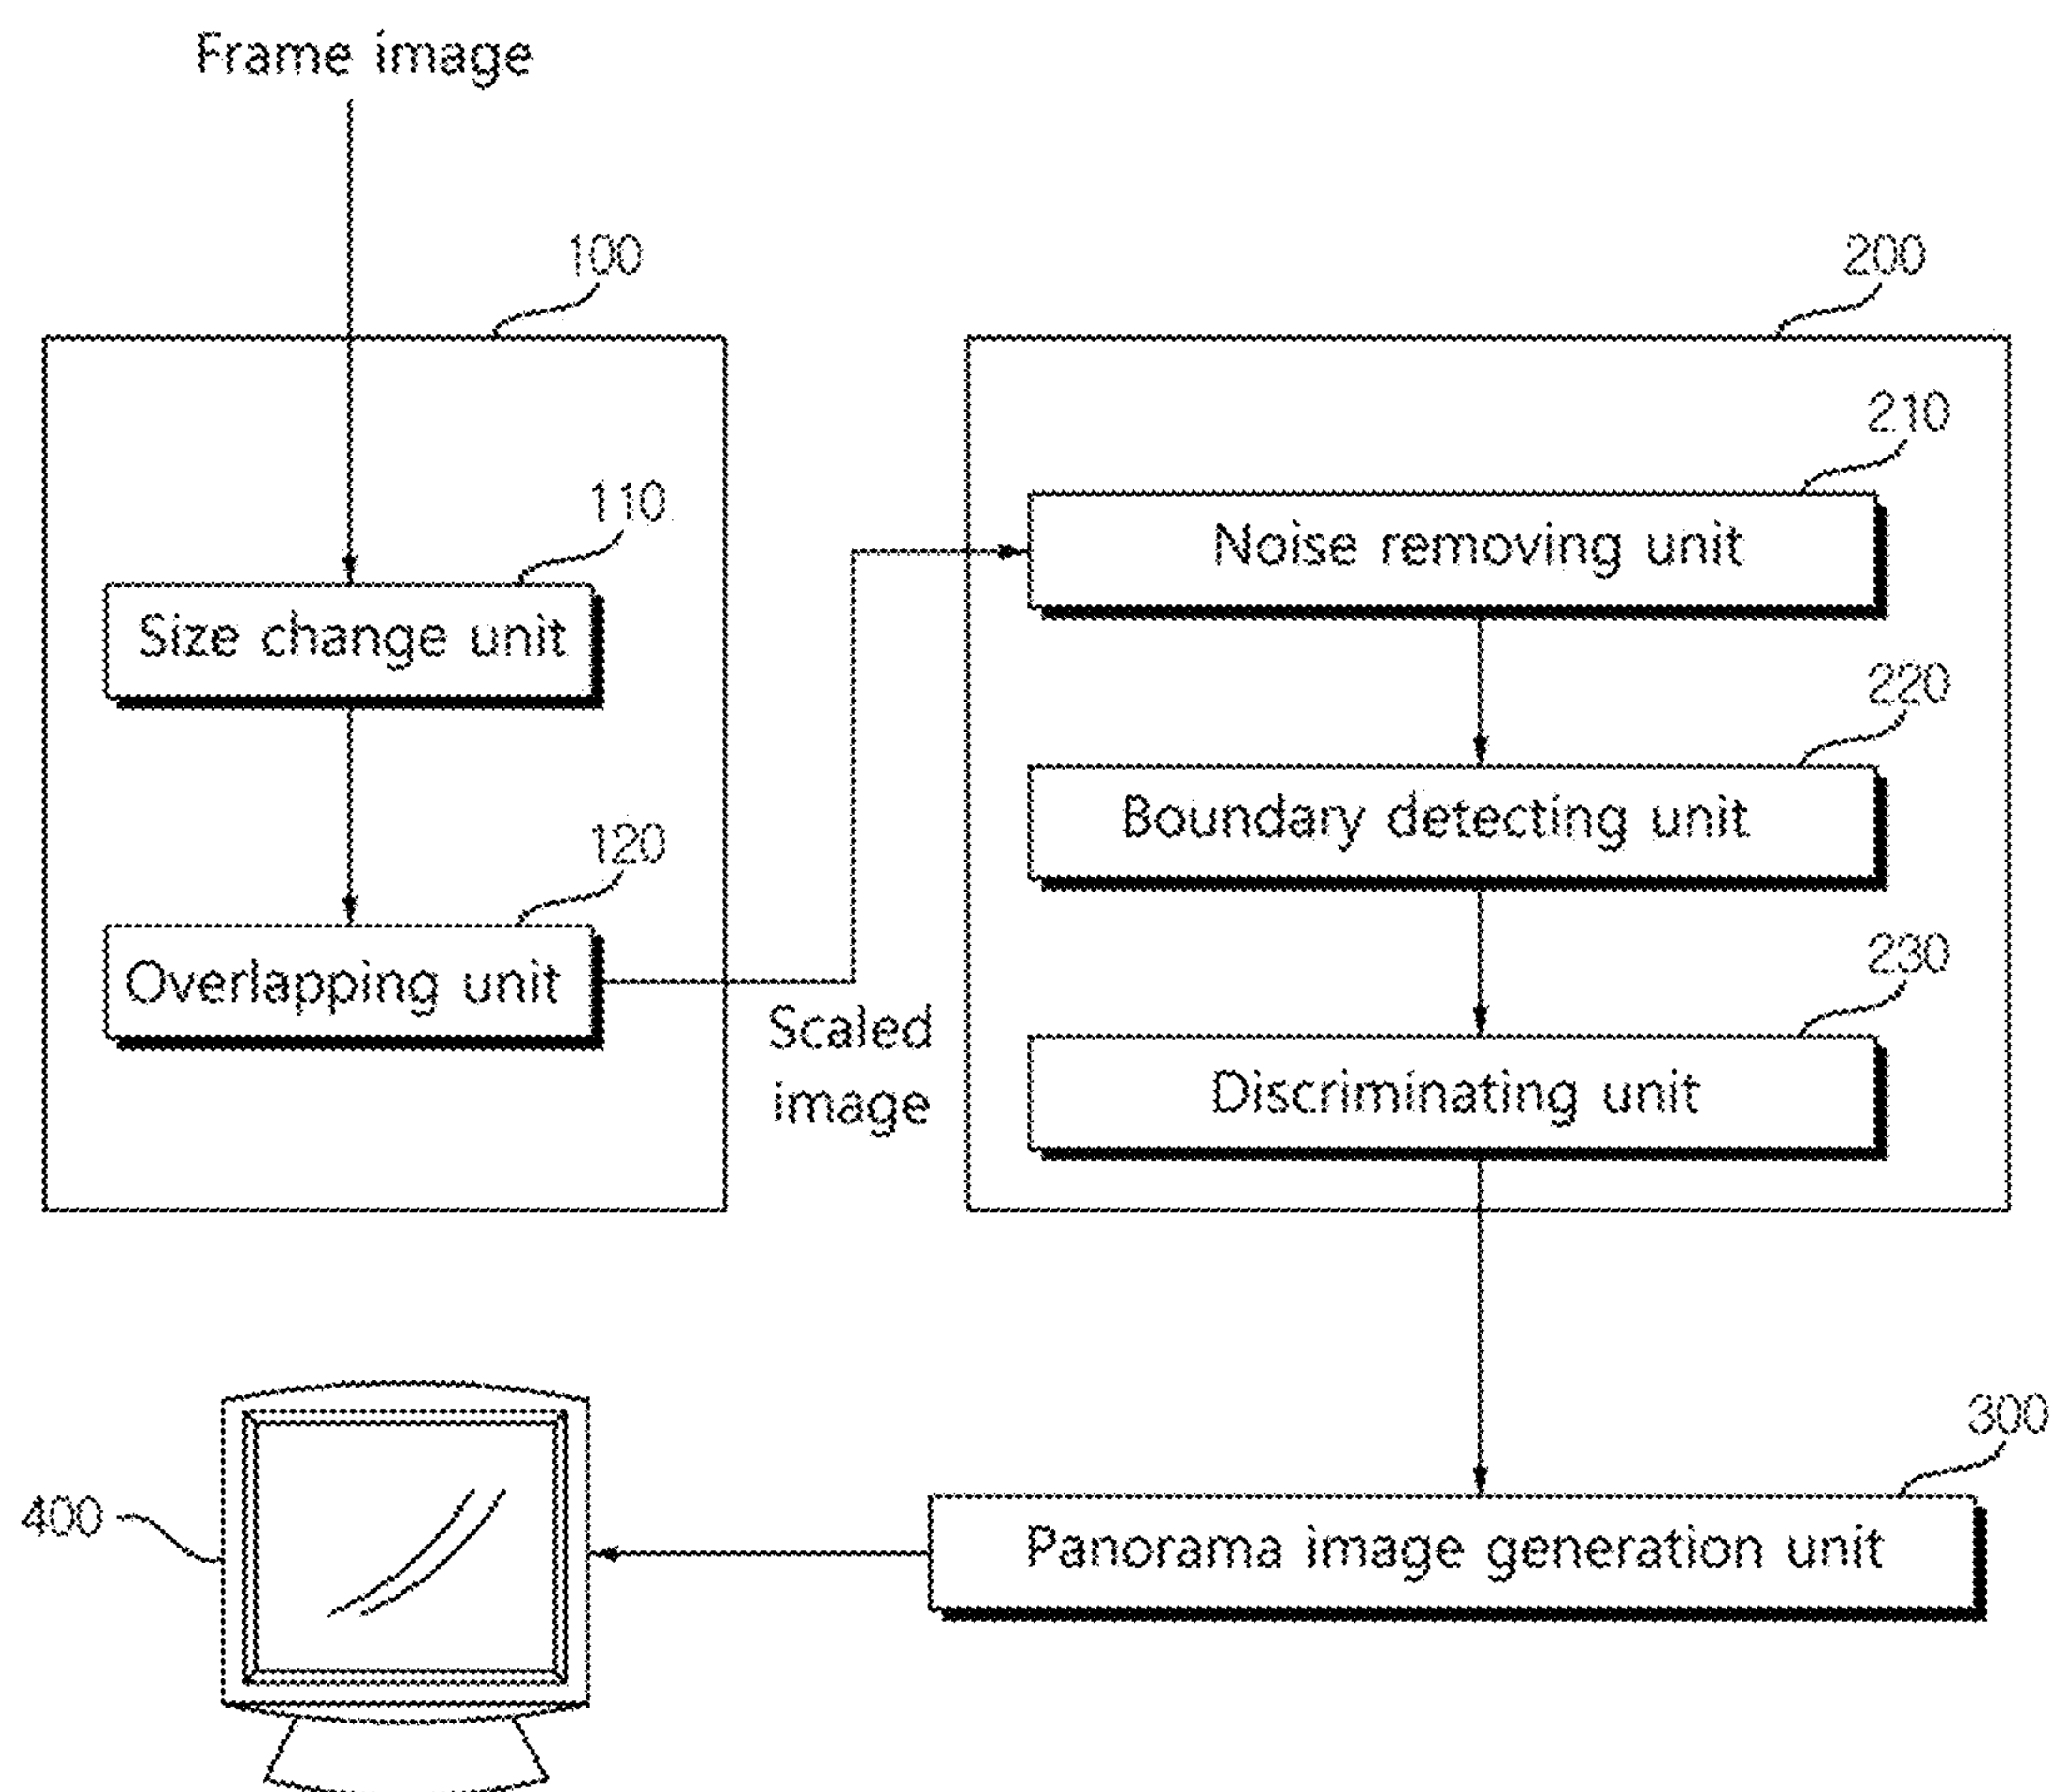 Frame image
100
200
210
110
Noise removing unit
Size change unit
220
Boundary detecting unit
120
230
Overlapping unit
Scaled
image
Discriminating unit
300
400
Panorama image generation unit